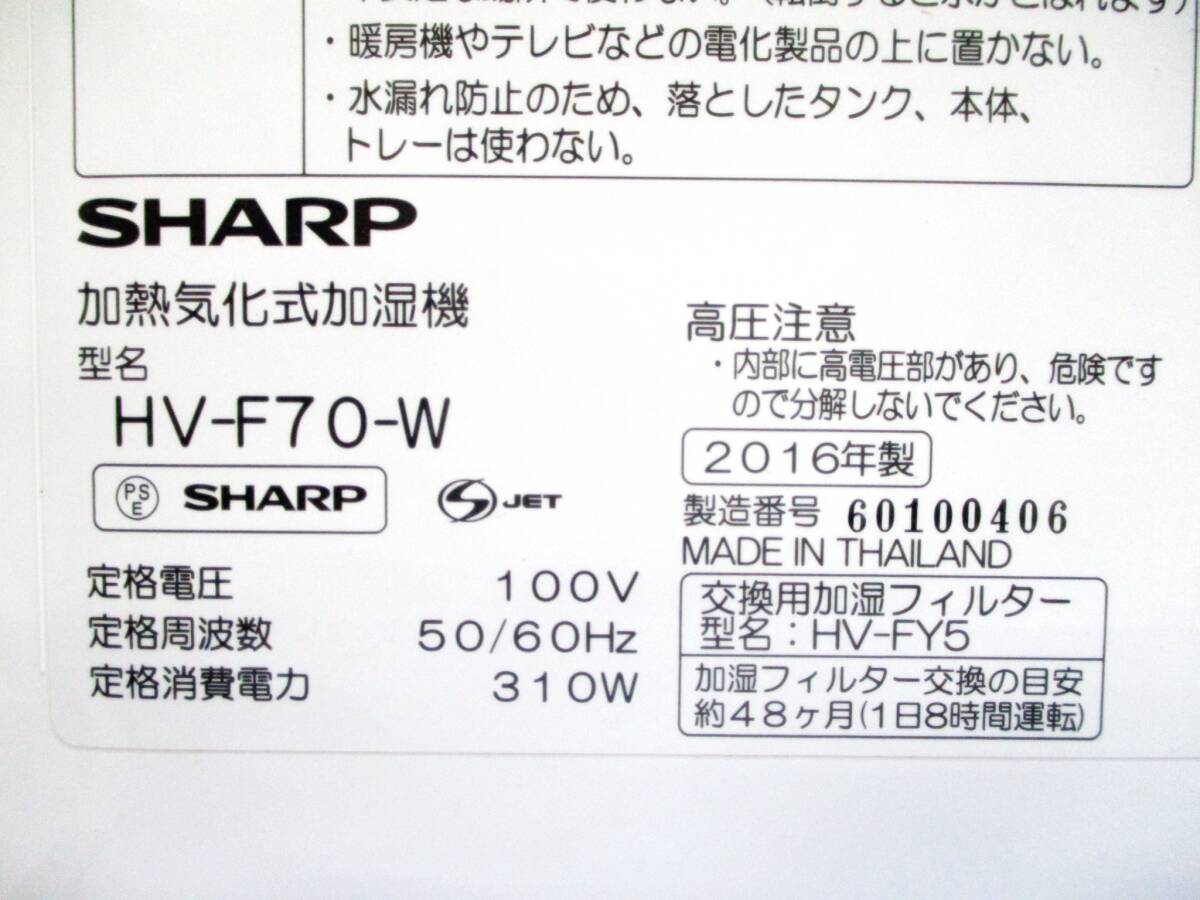 ・暖房機やテレビなどの電化製品の上に置かない。
・水漏れ防止のため、落としたタンク、本体、
トレーは使わない。
SHARP
加熱気化式加湿機
型名
HV-F70-W
PSE SHARP
S JET
定格電圧 100V
定格周波数 50/60Hz
定格消費電力 310W
高圧注意
・内部に高電圧部があり、危険です
ので分解しないでください。
2016年製
製造番号 60100406
MADE IN THAILAND
交換用加湿フィルター
型名：HV-FY5
加湿フィルター交換の目安
約48ヶ月(1日8時間運転)